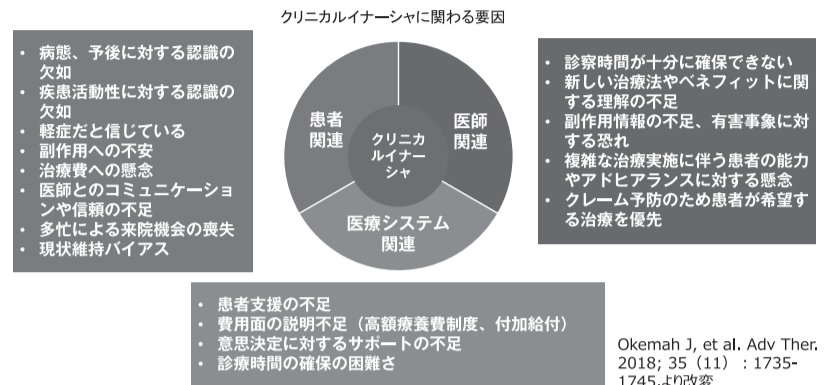 クリニカルイナーシャに関わる要因
• 病態、予後に対する認識の
欠如
• 疾患活動性に対する認識の
欠如
• 軽症だと信じている
• 副作用への不安
• 治療費への懸念
• 医師とのコミュニケーショ
ンや信頼の不足
• 多忙による来院機会の喪失
• 現状維持バイアス
患者
関連
クリニカ
ルイナー
シャ
医師
関連
医療システム
関連
• 診察時間が十分に確保できない
• 新しい治療法やベネフィットに関
する理解の不足
• 副作用情報の不足、有害事象に対
する恐れ
• 複雑な治療実施に伴う患者の能力
やアドヒアランスに対する懸念
• クレーム予防のため患者が希望す
る治療を優先
• 患者支援の不足
• 費用面の説明不足（高額療養費制度、付加給付）
• 意思決定に対するサポートの不足
• 診療時間の確保の困難さ
Okemah J, et al. Adv Ther.
2018; 35（11）：1735-
1745.より改変